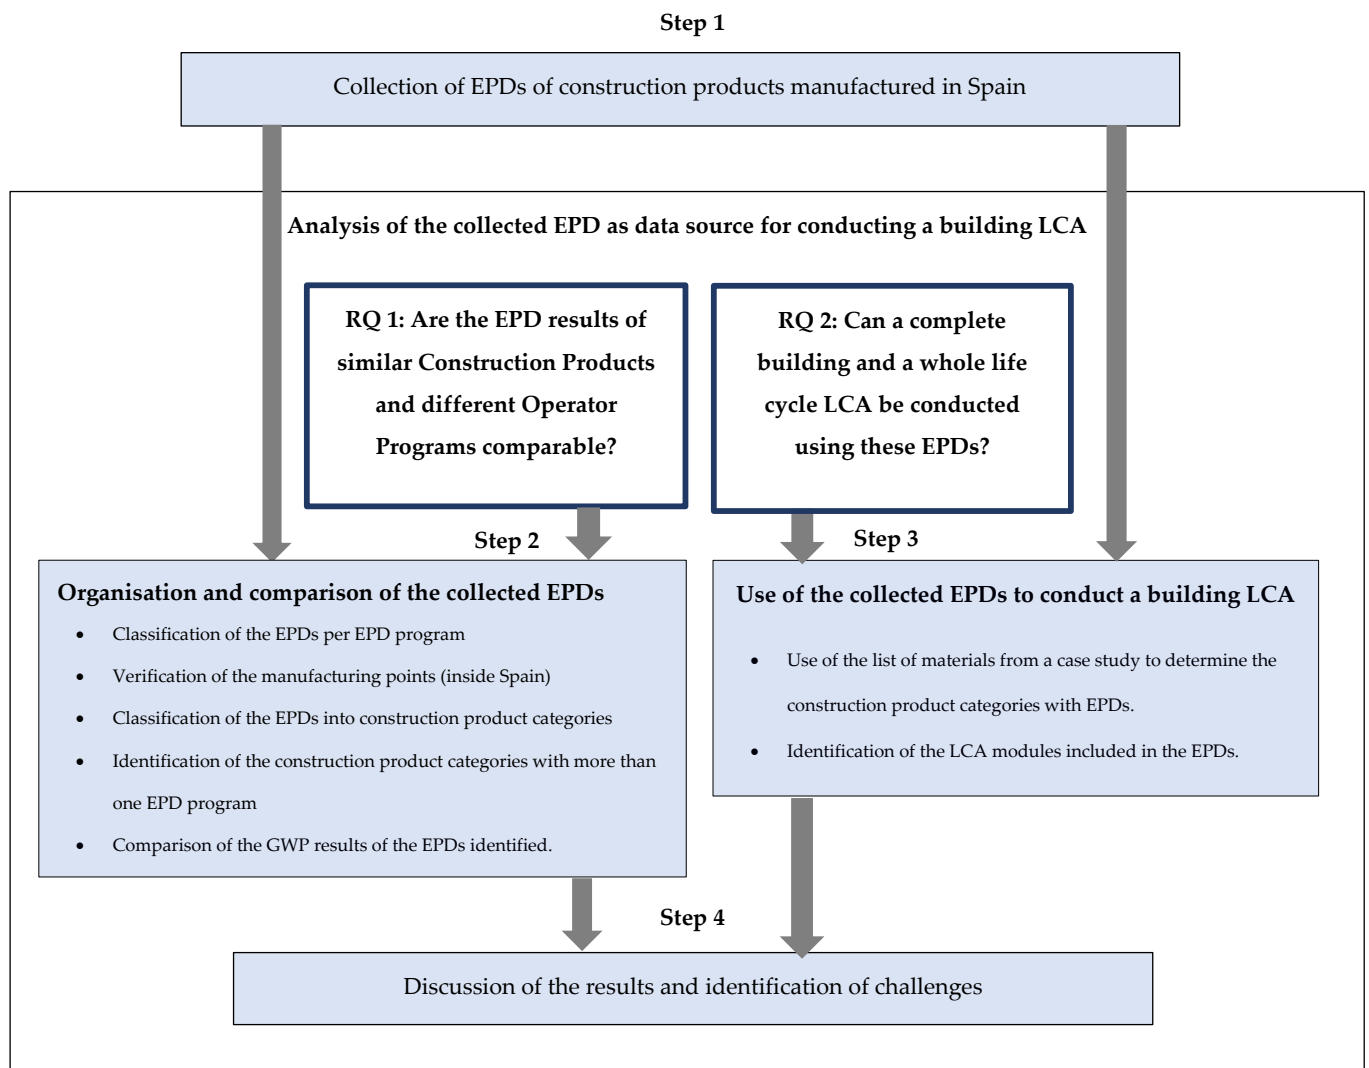 Step 1
Collection of EPDs of construction products manufactured in Spain
Analysis of the collected EPD as data source for conducting a building LCA
RQ 1: Are the EPD results of
similar Construction Products
and different Operator
Programs comparable?
RQ 2: Can a complete
building and a whole life
cycle LCA be conducted
using these EPDs?
Step 2
Organisation and comparison of the collected EPDs
• Classification of the EPDs per EPD program
• Verification of the manufacturing points (inside Spain)
• Classification of the EPDs into construction product categories
• Identification of the construction product categories with more than
one EPD program
• Comparison of the GWP results of the EPDs identified.
Step 3
Use of the collected EPDs to conduct a building LCA
• Use of the list of materials from a case study to determine the
construction product categories with EPDs.
• Identification of the LCA modules included in the EPDs.
Step 4
Discussion of the results and identification of challenges